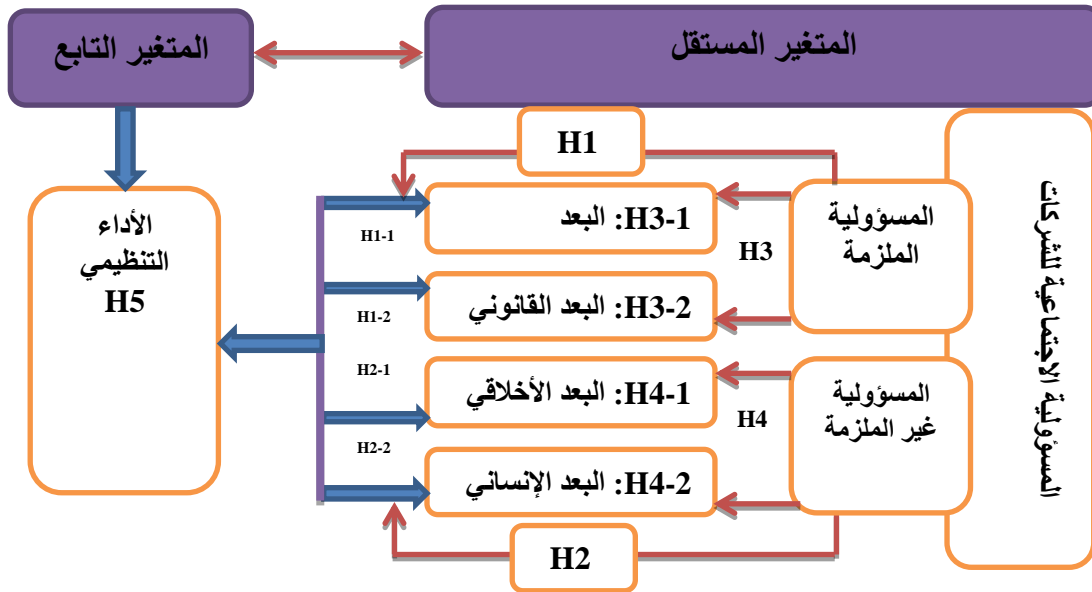 المتغير المستقل
المتغير التابع
H1
المسؤولية الاجتماعية للشركات
المسؤولية
الملزمة
H3
H3-1: البعد
H1-1
H3-2: البعد القانوني
H1-2
المسؤولية
غير الملزمة
H4
H4-1: البعد الأخلاقي
H2-1
H4-2: البعد الإنساني
H2-2
H2
الأداء
التنظيمي
H5